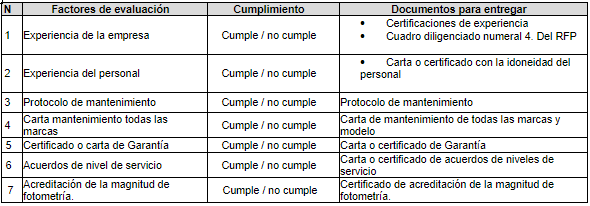 N Factores de evaluación Cumplimiento Documentos para entregar
1 Experiencia de la empresa Cumple / no cumple • Certificaciones de experiencia
• Cuadro diligenciado numeral 4. Del RFP
2 Experiencia del personal Cumple / no cumple • Carta o certificado con la idoneidad del
personal
3 Protocolo de mantenimiento Cumple / no cumple Protocolo de mantenimiento
4 Carta mantenimiento todas las
marcas Cumple / no cumple Carta de mantenimiento de todas las marcas y
modelo
5 Certificado o carta de Garantía Cumple / no cumple Carta o certificado de Garantía
6 Acuerdos de nivel de
servicio Cumple / no cumple Carta o certificado de acuerdos de niveles de
servicio
7 Acreditación de la magnitud de
fotometría. Cumple / no cumple Certificado de acreditación de la magnitud de
fotometría.